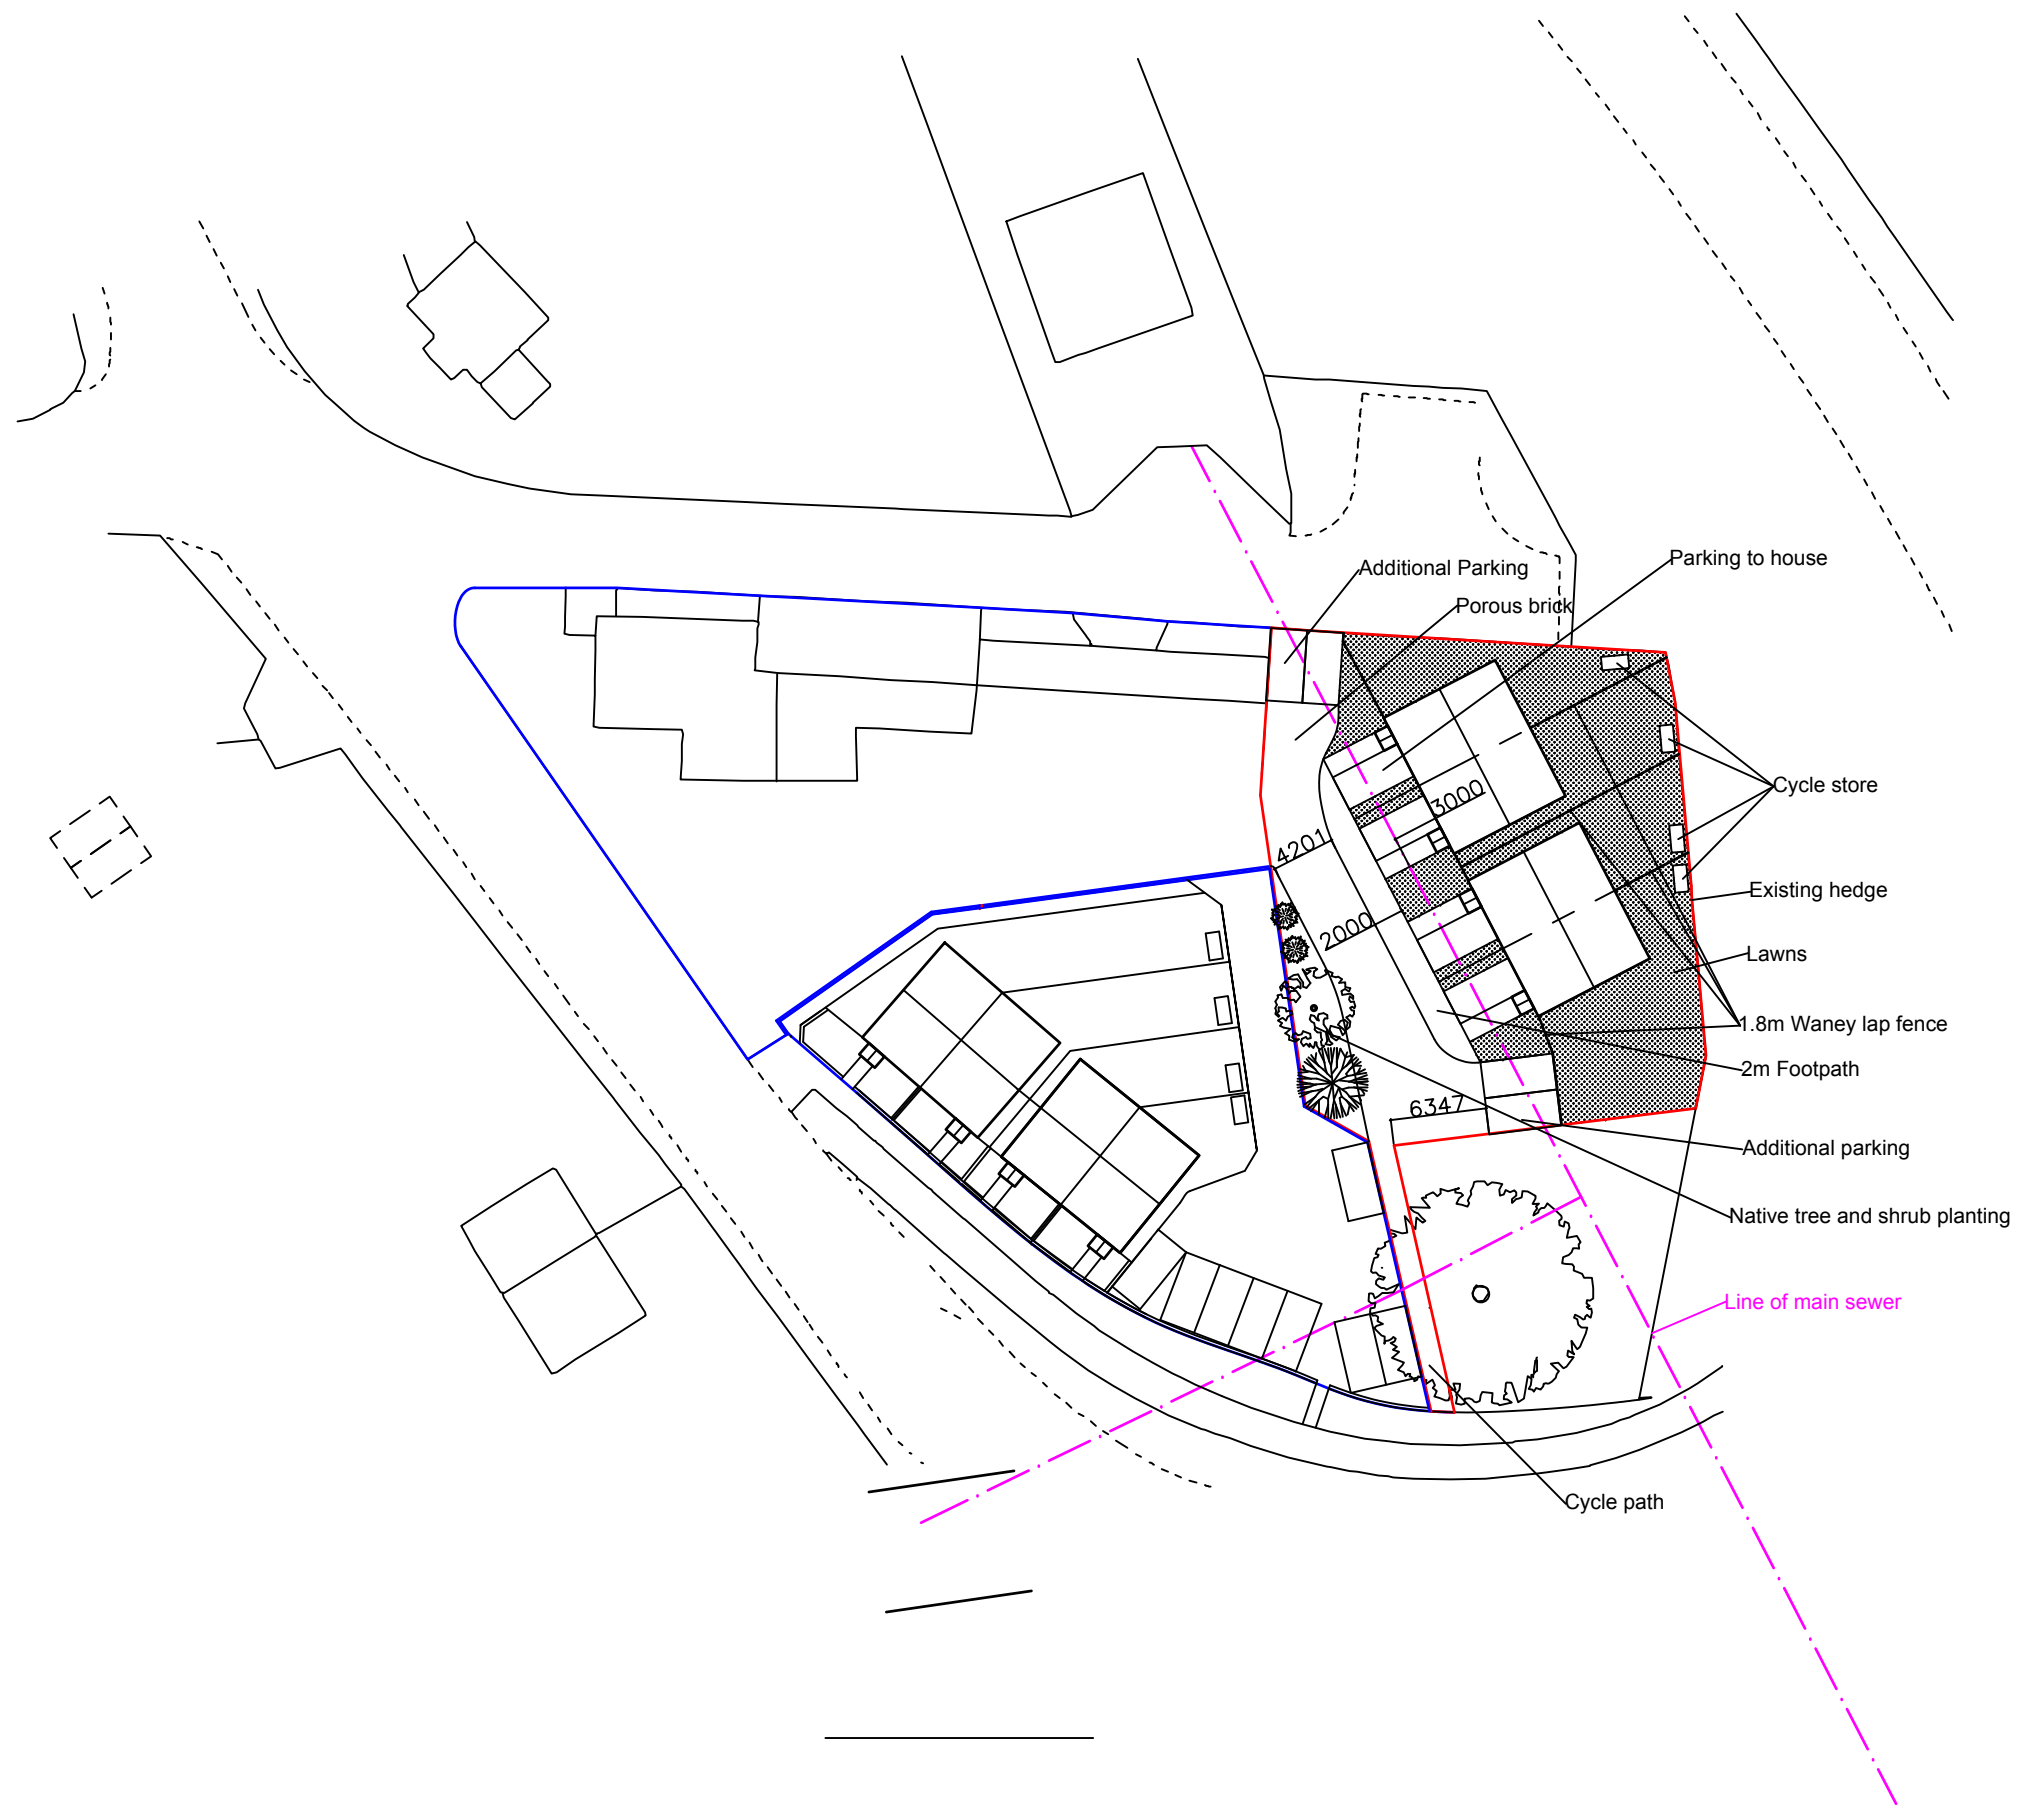 Parking to house
Additional Parking
Porous brick
Cycle store
3000
4201
Existing hedge
2000
Lawns
1.8m Waney lap fence
2m Footpath
6347
Additional parking
Native tree and shrub planting
Line of main sewer
Cycle path